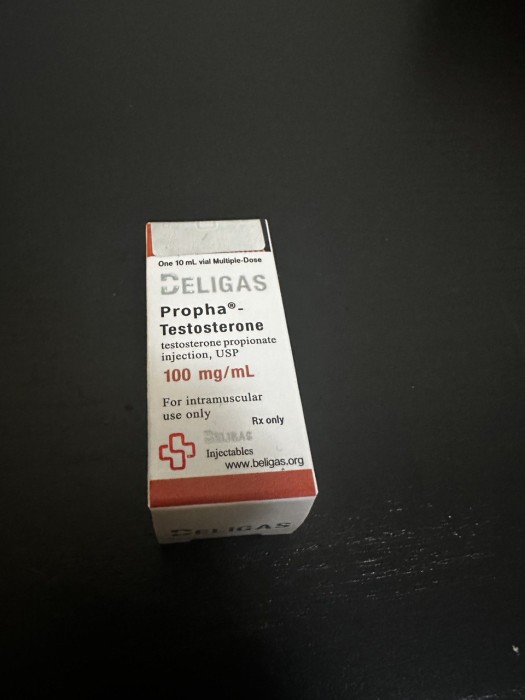 One 10 mL vial Multiple-Dose
BELIGAS
Propha®-
Testosterone
testosterone propionate
injection, USP
100 mg/mL
For intramuscular
use only
Rx only
BELIGAS
Injectables
www.beligas.org
BELIGAS